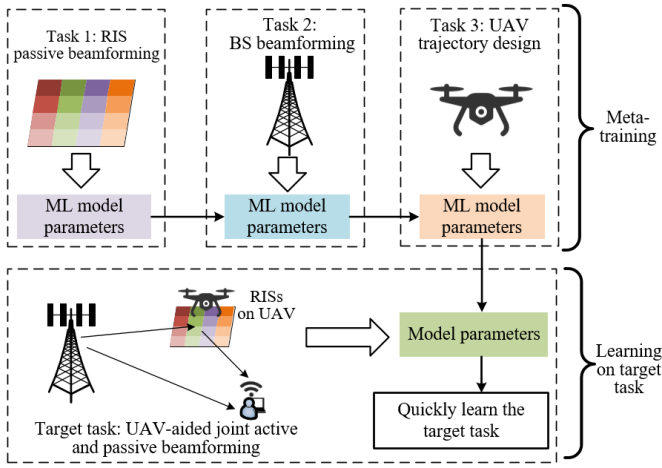 Task 1: RIS
passive beamforming
Task 2:
BS beamforming
Task 3: UAV
trajectory design
Meta-
training
ML model
parameters
ML model
parameters
ML model
parameters
RISs
on UAV
Model parameters
Learning
on target
task
Quickly learn the
target task
Target task: UAV-aided joint active
and passive beamforming